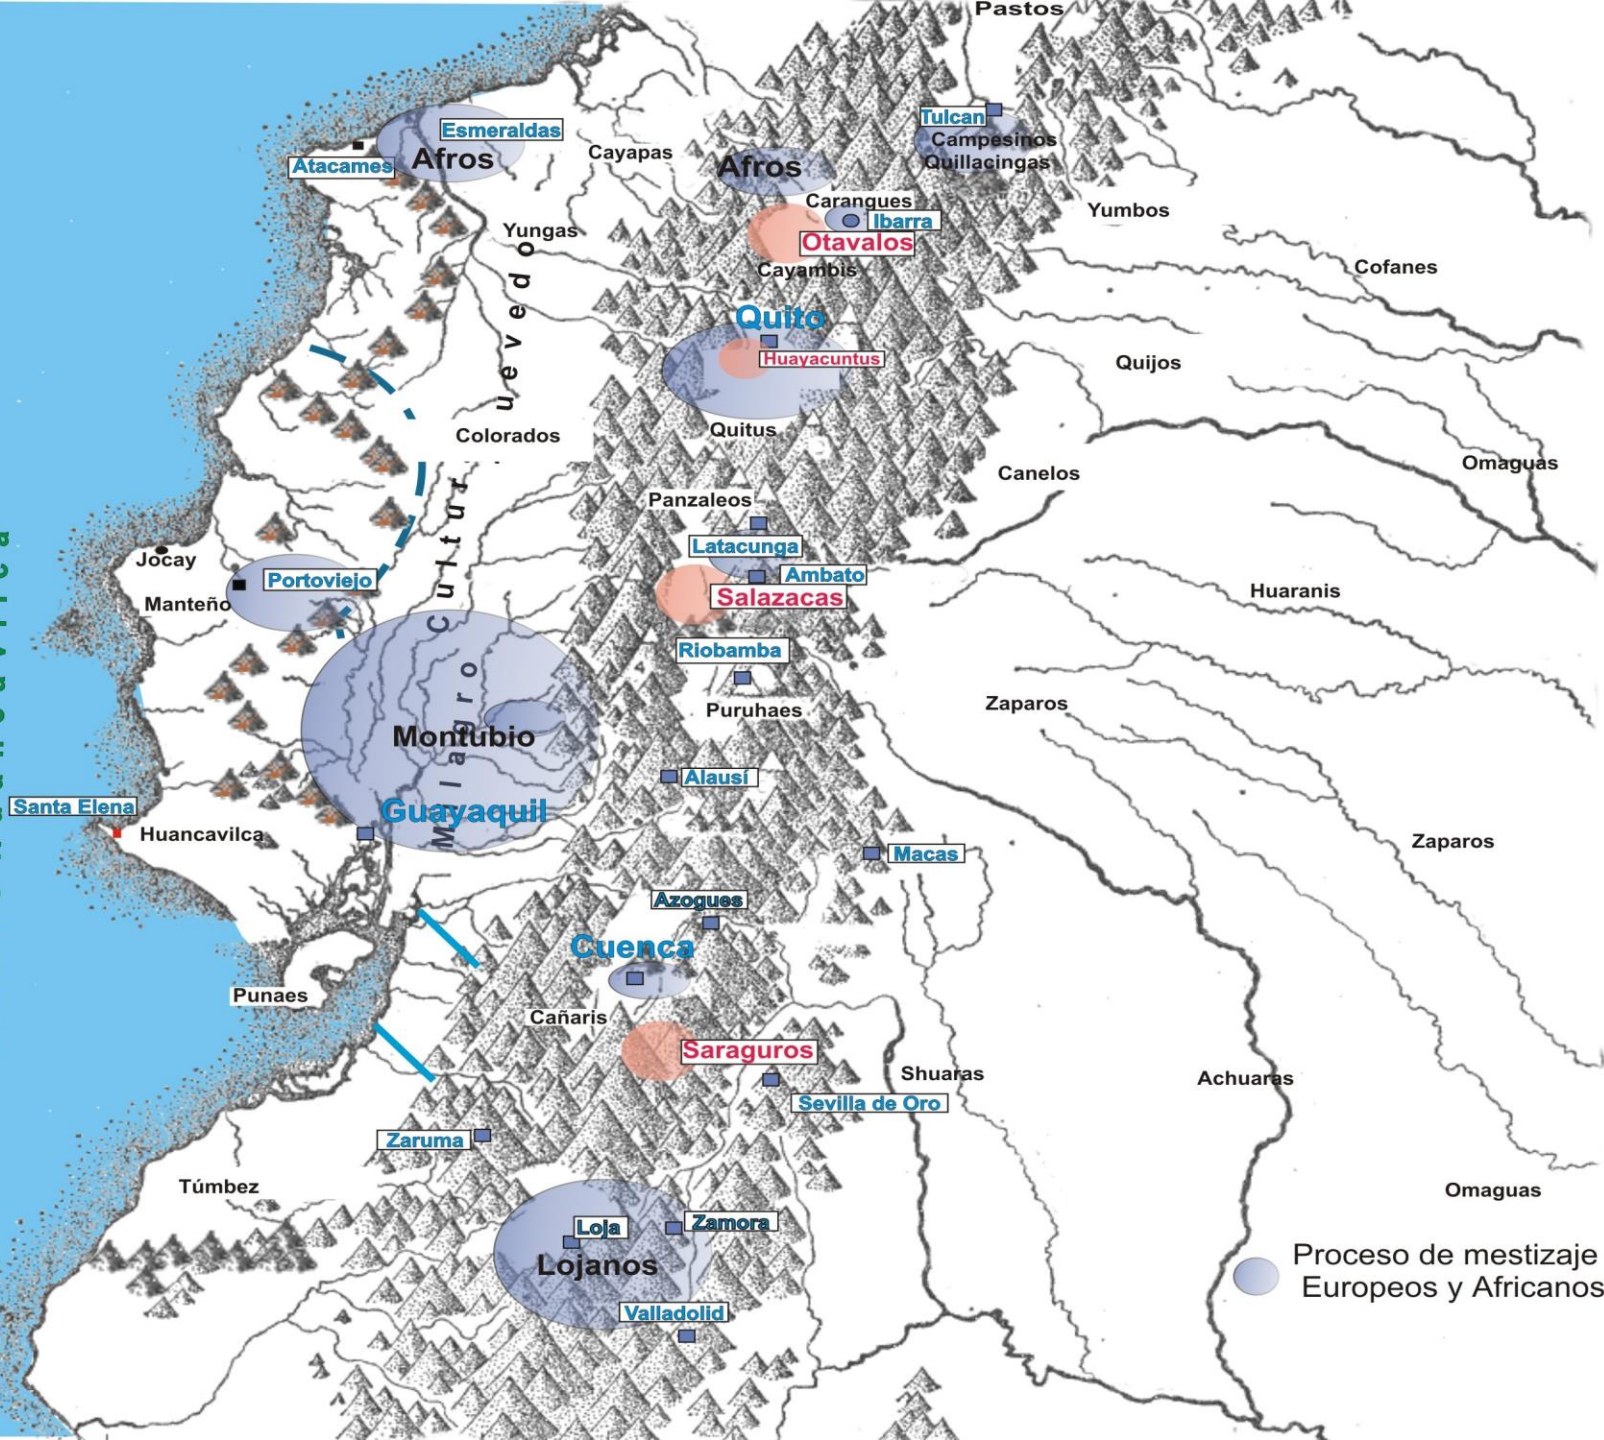 Pastos
Esmeraldas
Tulcan
Afros
Atacames
Cayapas
Afros
Campesinos
Quillacingas
Carangues
Ibarra
Yumbos
Yungas
Otavalos
Cayambis
Cofanes
Quito
Huayacuntus
Quijos
Quitus
Colorados
Canelos
Omaguas
Panzaleos
Latacunga
Jocay
Portoviejo
Ambato
Manteño
Salazacas
Huaranis
Cultur
uevedo
Riobamba
Zaparos
Puruhaes
Montubio
Milagro
Alausí
Santa Elena
Guayaquil
Huancavilca
Macas
Zaparos
Azogues
Cuenca
Punaes
Cañaris
Saraguros
Shuaras
Achuaras
Sevilla de Oro
Zaruma
Túmbez
Omaguas
Loja
Zamora
Lojanos
Valladolid
Proceso de mestizaje
Europeos y Africanos